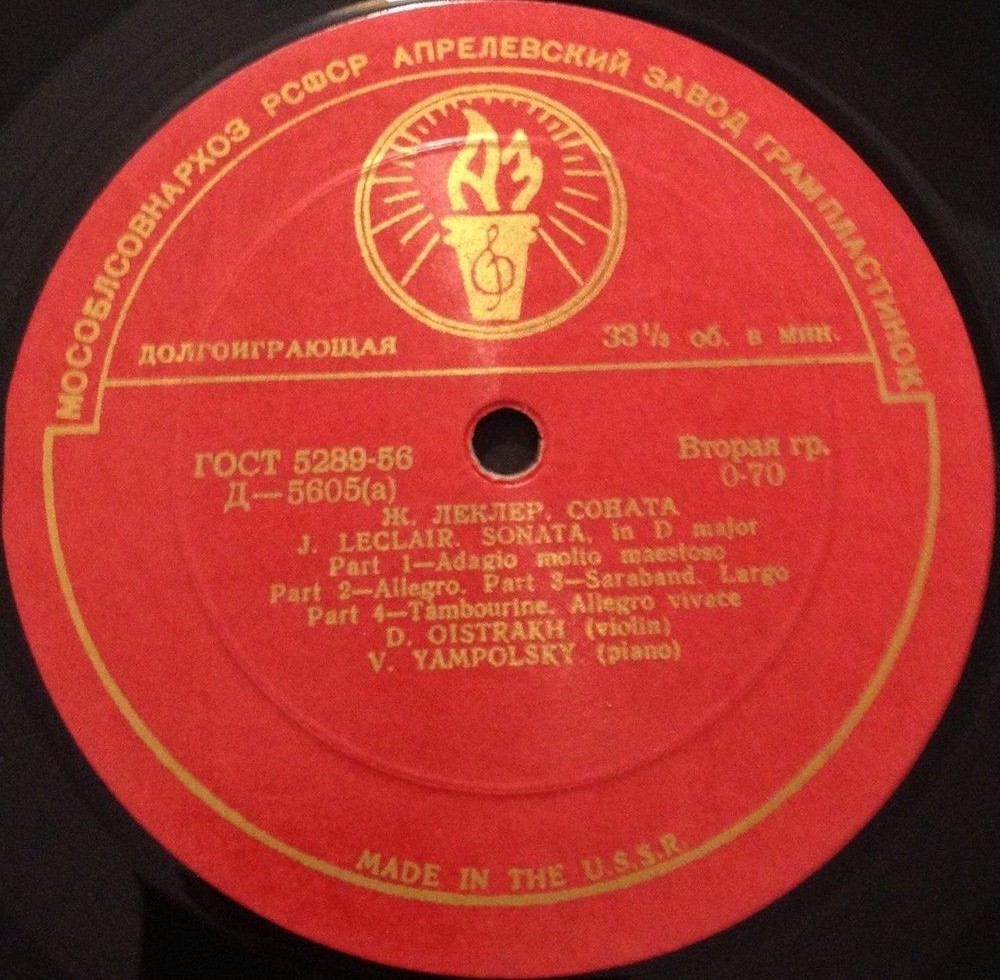 МОСОБЛСОВНАРХОЗ РСФСР АПРЕЛЕВСКИЙ ЗАВОД ГРАМПЛАСТИНОК
АЗ
ДОЛГОИГРАЮЩАЯ 33⅓ об. в мин.
ГОСТ 5289-56 Вторая гр.
Д—5605(а) 0-70
Ж. ЛЕКЛЕР. СОНАТА
J. LECLAIR. SONATA. in D major
Part 1—Adagio molto maestoso
Part 2—Allegro. Part 3—Saraband. Largo
Part 4—Tambourine. Allegro vivace
D. OISTRAKH (violin)
V. YAMPOLSKY (piano)
MADE IN THE U.S.S.R.